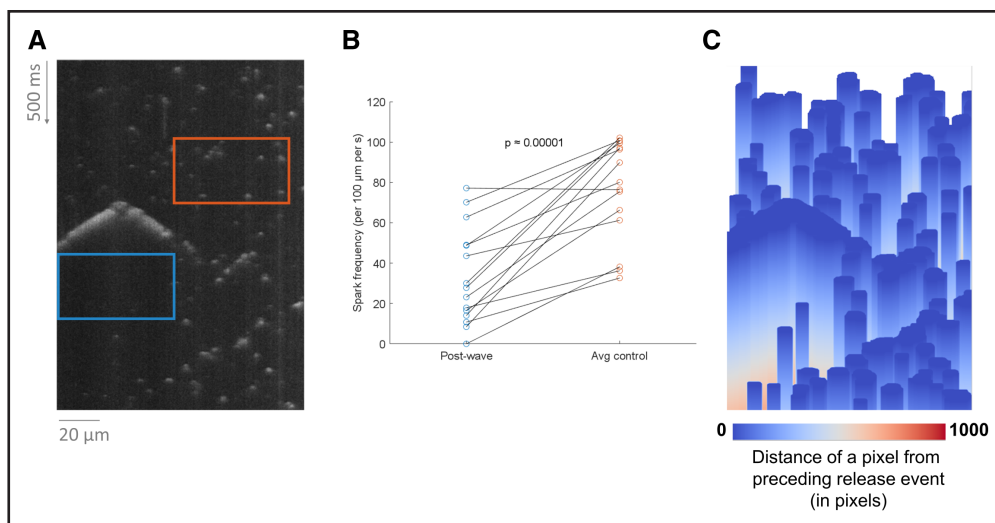 A
500 ms
20 μm
B
Spark frequency (per 100 μm per s)
120
100
80
60
40
20
0
p ≈ 0.00001
Post-wave
Avg control
C
0
1000
Distance of a pixel from
preceding release event
(in pixels)